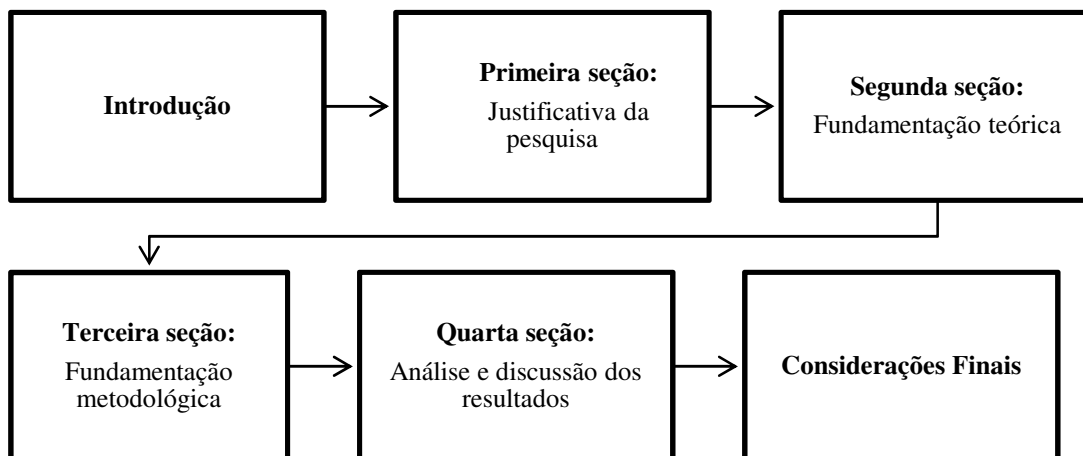 Introdução
Primeira seção:
Justificativa da
pesquisa
Segunda seção:
Fundamentação teórica
Terceira seção:
Fundamentação
metodológica
Quarta seção:
Análise e discussão dos
resultados
Considerações Finais